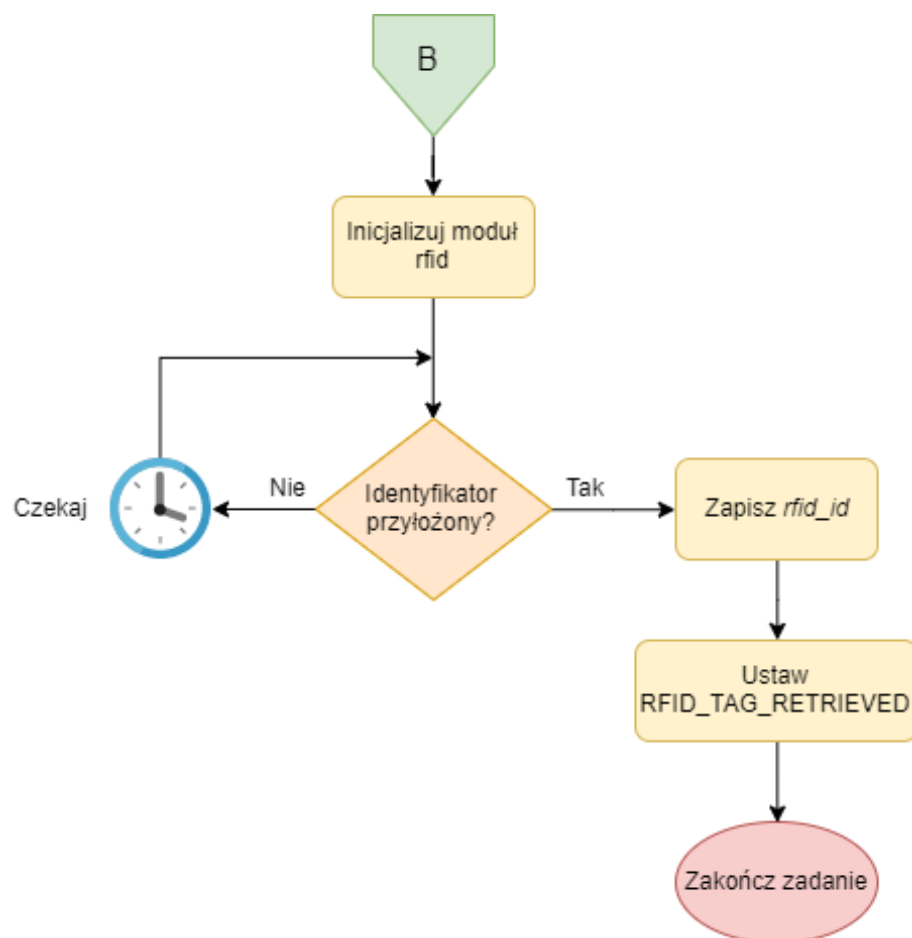 B
Inicjalizuj moduł
rfid
Czekaj
Nie
Identyfikator
przyłożony?
Tak
Zapisz rfid_id
Ustaw
RFID_TAG_RETRIEVED
Zakończ zadanie